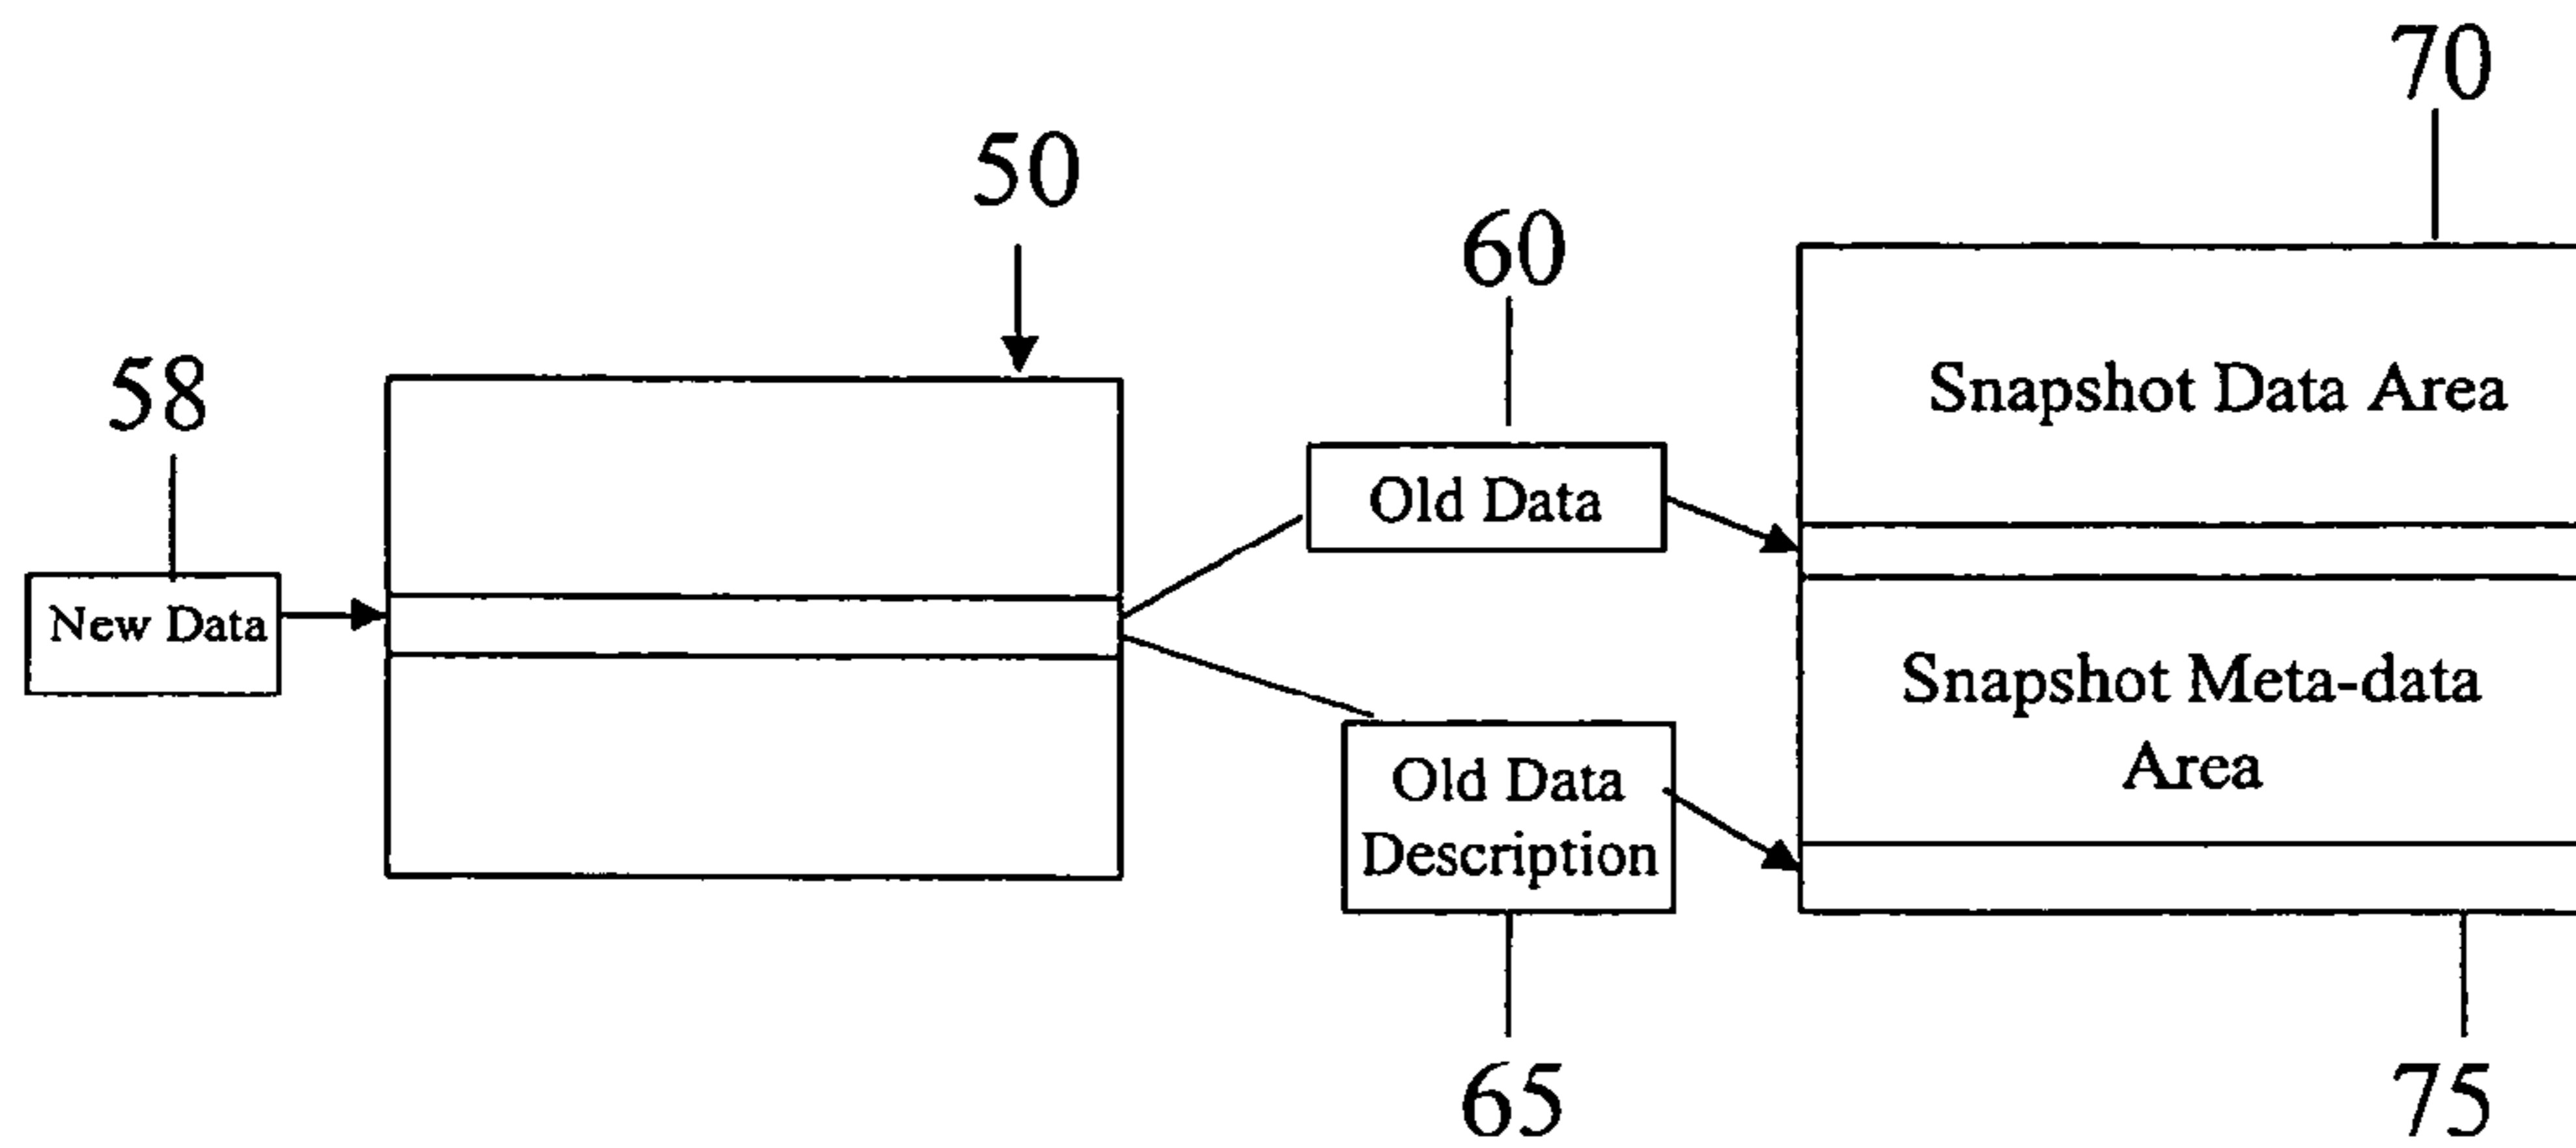 70
50
60
58
Snapshot Data Area
Old Data
New Data
Snapshot Meta-data
Area
Old Data
Description
65
75